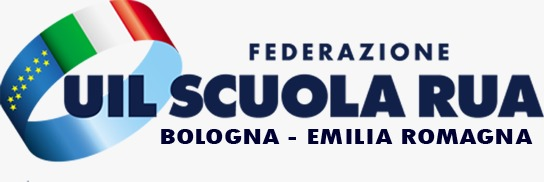 FEDERAZIONE
UIL SCUOLA RUA
BOLOGNA - EMILIA ROMAGNA